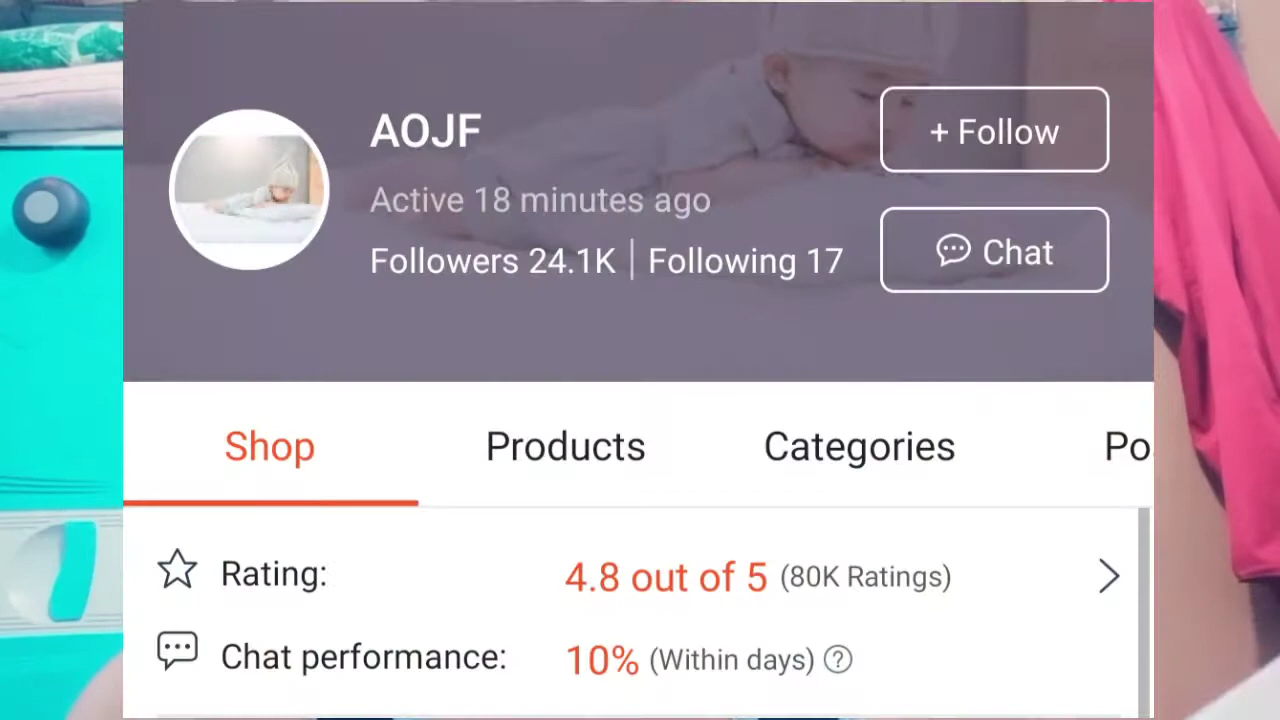 AOJF
Active 18 minutes ago
Followers 24.1K | Following 17
+ Follow
Chat
Shop Products Categories Po
Rating: 4.8 out of 5 (80K Ratings)
Chat performance: 10% (Within days) ?